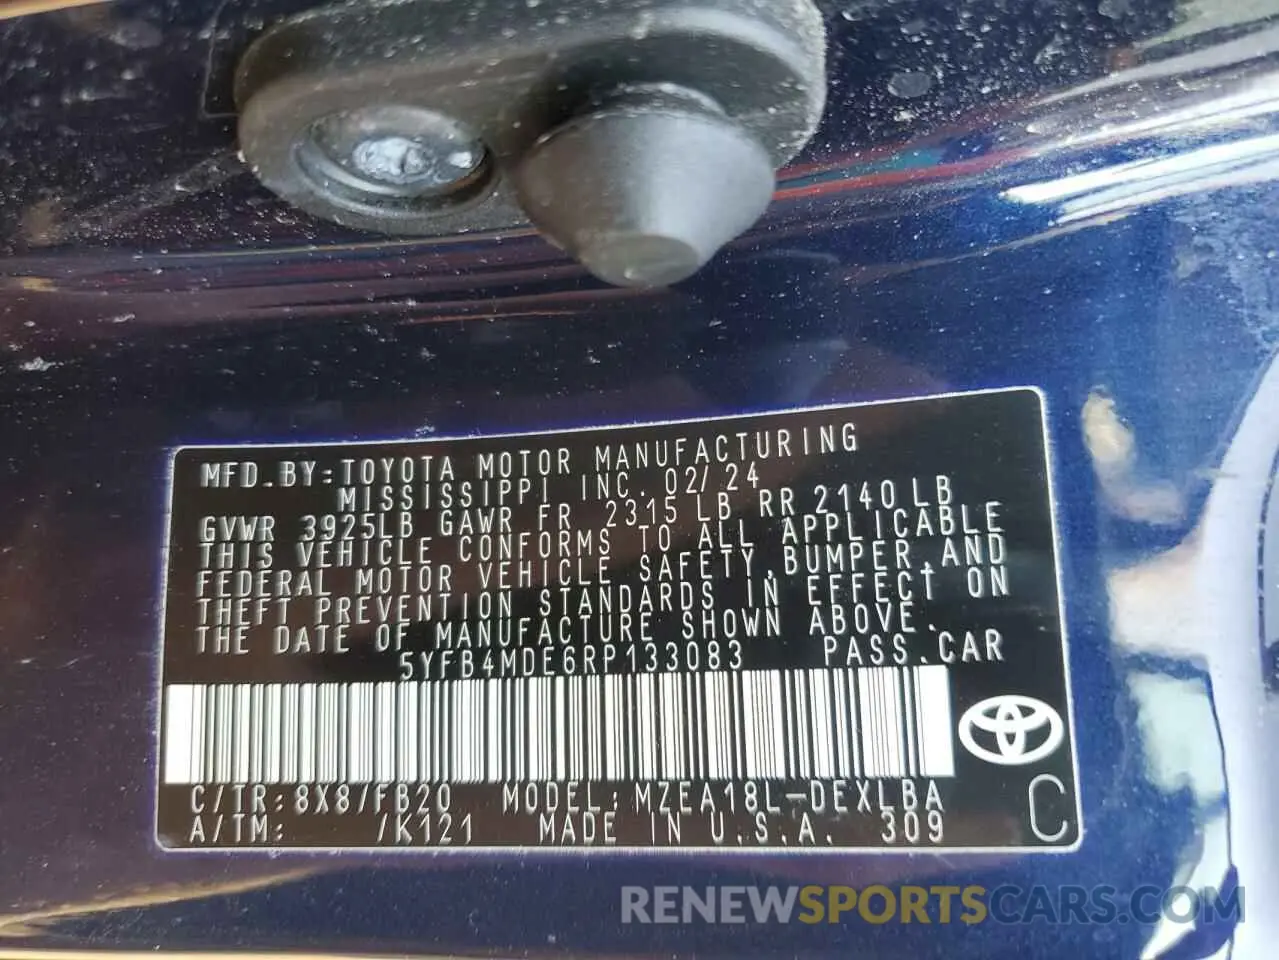 MFD.BY:TOYOTA MOTOR MANUFACTURING
MISSISSIPPI INC. 02/24
GVWR 3925LB GAWR FR 2315LB RR 2140LB
THIS VEHICLE CONFORMS TO ALL APPLICABLE
FEDERAL MOTOR VEHICLE SAFETY,BUMPER,AND
THEFT PREVENTION STANDARDS IN EFFECT ON
THE DATE OF MANUFACTURE SHOWN ABOVE.
5YFB4MDE6RP133083 PASS.CAR
C/TR:8X8/FB20 MODEL:MZEA18L-DEXLBA
A/TM: /K121 MADE IN U.S.A. 309
C
RENEWSPORTSCARS.COM